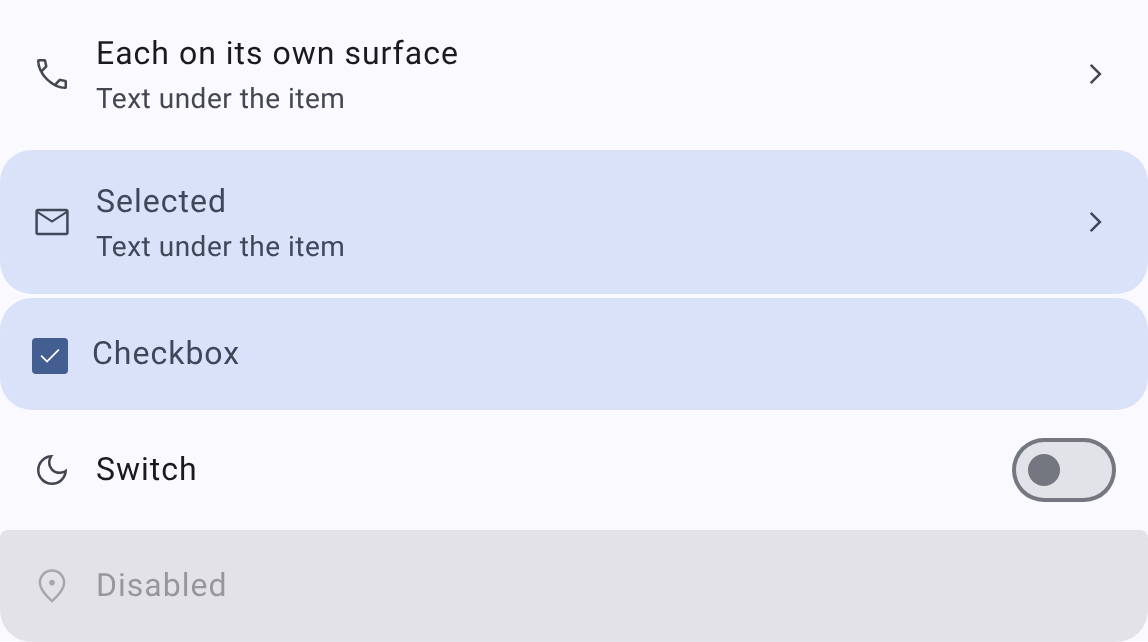 Each on its own surface
Text under the item
Selected
Text under the item
Checkbox
Switch
Disabled